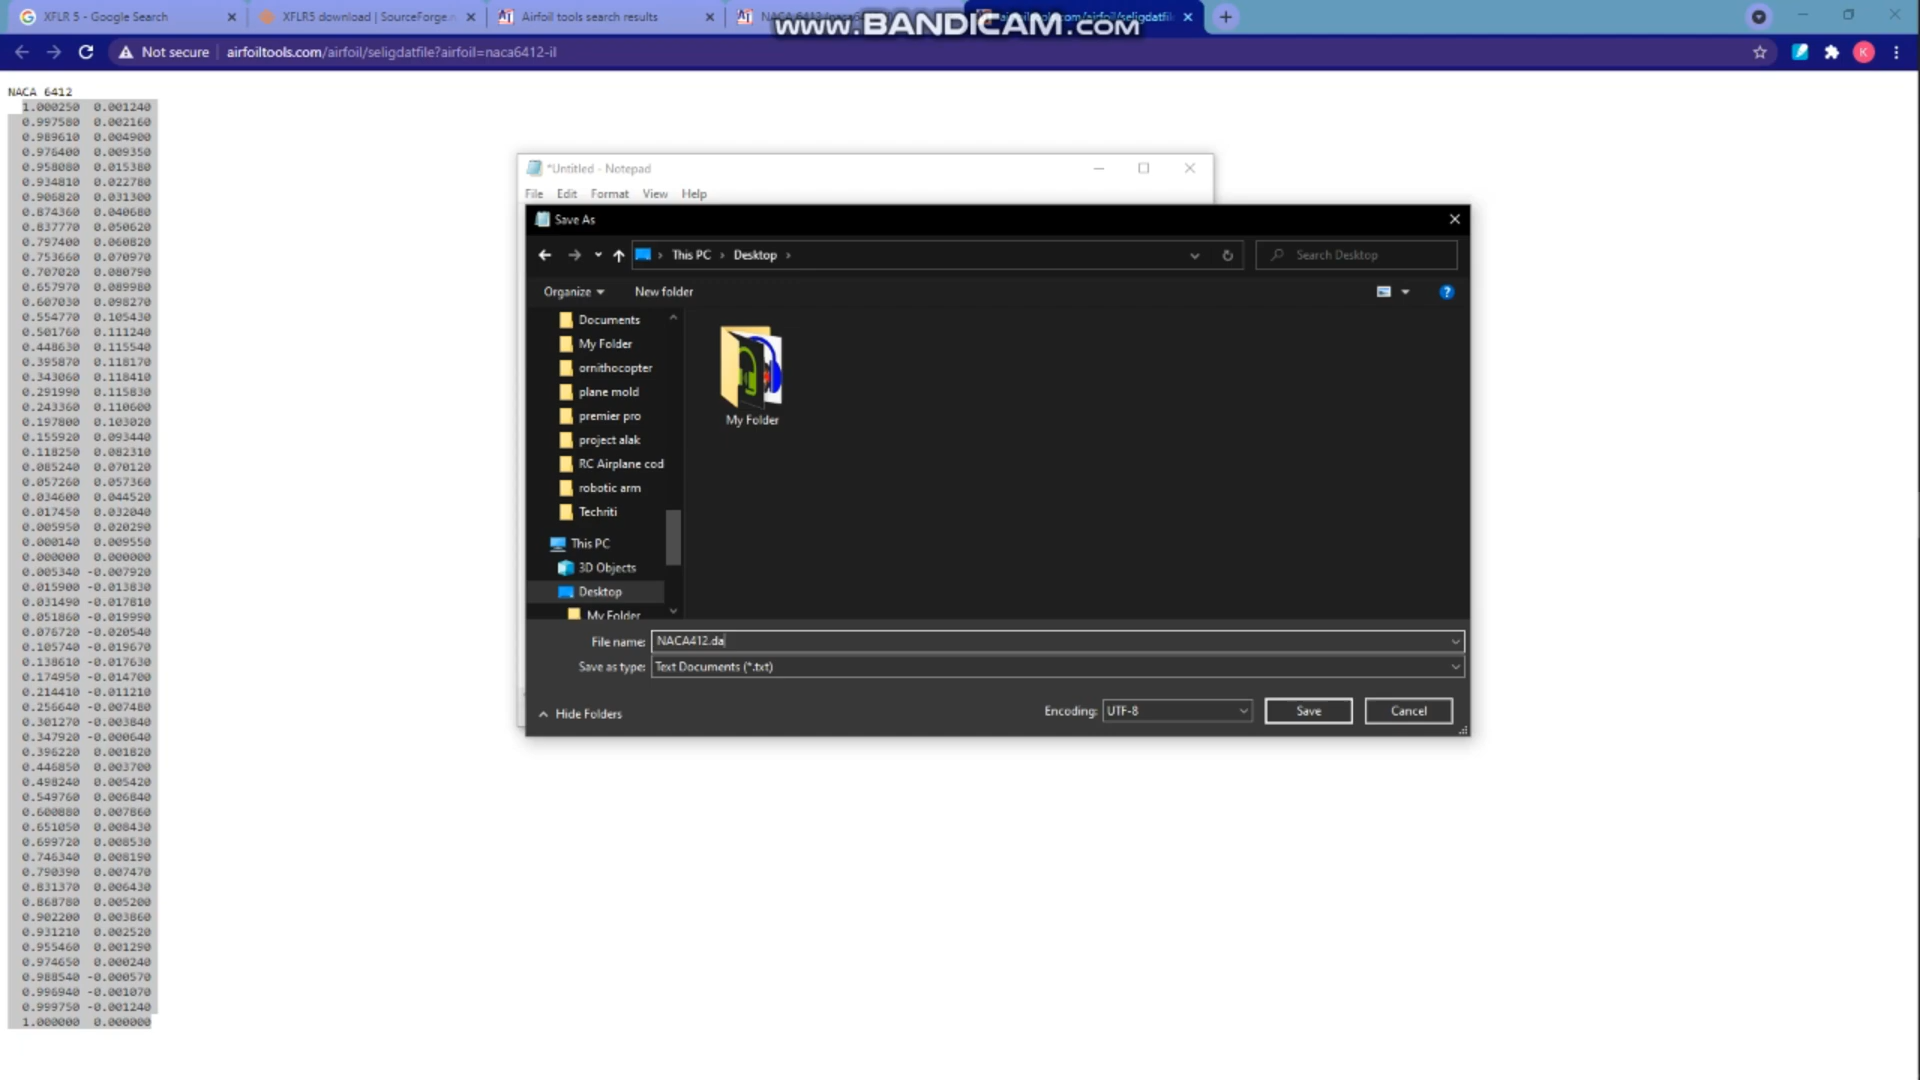 XFLR 5 - Google Search
XFLR5 download | SourceForge
Airfoil tools search results
www.BANDICAM.com
Not secure
airfoiltools.com/airfoil/seligdatfile?airfoil=naca6412-il
K
NACA 6412
1.000250 0.001240
0.997580 0.002160
0.989610 0.004900
0.976400 0.009350
0.958080 0.015380
0.934810 0.022780
0.906820 0.031300
0.874360 0.040680
0.837770 0.050620
0.797400 0.060820
0.753660 0.070970
0.707020 0.080790
0.657970 0.089980
0.607030 0.098270
0.554770 0.105430
0.501760 0.111240
0.448630 0.115540
0.395870 0.118170
0.343060 0.118410
0.291990 0.115830
0.243360 0.110600
0.197800 0.103020
0.155920 0.093440
0.118250 0.082310
0.085240 0.070120
0.057260 0.057360
0.034600 0.044520
0.017450 0.032040
0.005950 0.020290
0.000140 0.009550
0.000000 0.000000
0.005340 -0.007920
0.015900 -0.013830
0.031490 -0.017810
0.051860 -0.019990
0.076720 -0.020540
0.105740 -0.019670
0.138610 -0.017630
0.174950 -0.014700
0.214410 -0.011210
0.256640 -0.007480
0.301270 -0.003840
0.347920 -0.000640
0.396220 0.001820
0.446850 0.003700
0.498240 0.005420
0.549760 0.006840
0.600880 0.007860
0.651050 0.008430
0.699720 0.008530
0.746340 0.008190
0.790390 0.007470
0.831370 0.006430
0.868780 0.005200
0.902200 0.003860
0.931210 0.002520
0.955460 0.001290
0.974650 0.000240
0.988540 -0.000570
0.996940 -0.001070
0.999750 -0.001240
1.000000 0.000000
*Untitled - Notepad
File Edit Format View Help
Save As
This PC > Desktop >
Search Desktop
Organize
New folder
Documents
My Folder
ornithocopter
plane mold
premier pro
project alak
RC Airplane cod
robotic arm
Techriti
This PC
3D Objects
Desktop
My Folder
My Folder
File name: NACA412.da
Save as type: Text Documents (*.txt)
Hide Folders
Encoding: UTF-8
Save
Cancel